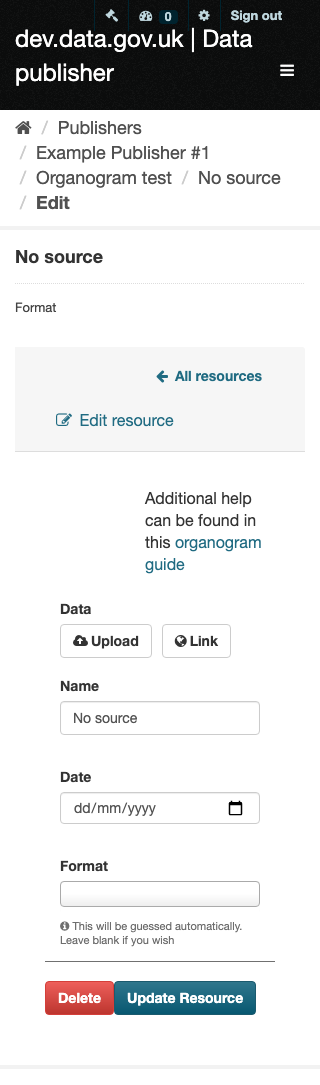 0 Sign out
dev.data.gov.uk | Data
publisher
/ Publishers
/ Example Publisher #1
/ Organogram test / No source
/ Edit
No source
Format
All resources
Edit resource
Additional help
can be found in
this organogram
guide
Data
Upload Link
Name
No source
Date
dd/mm/yyyy
Format
This will be guessed automatically.
Leave blank if you wish
Delete Update Resource